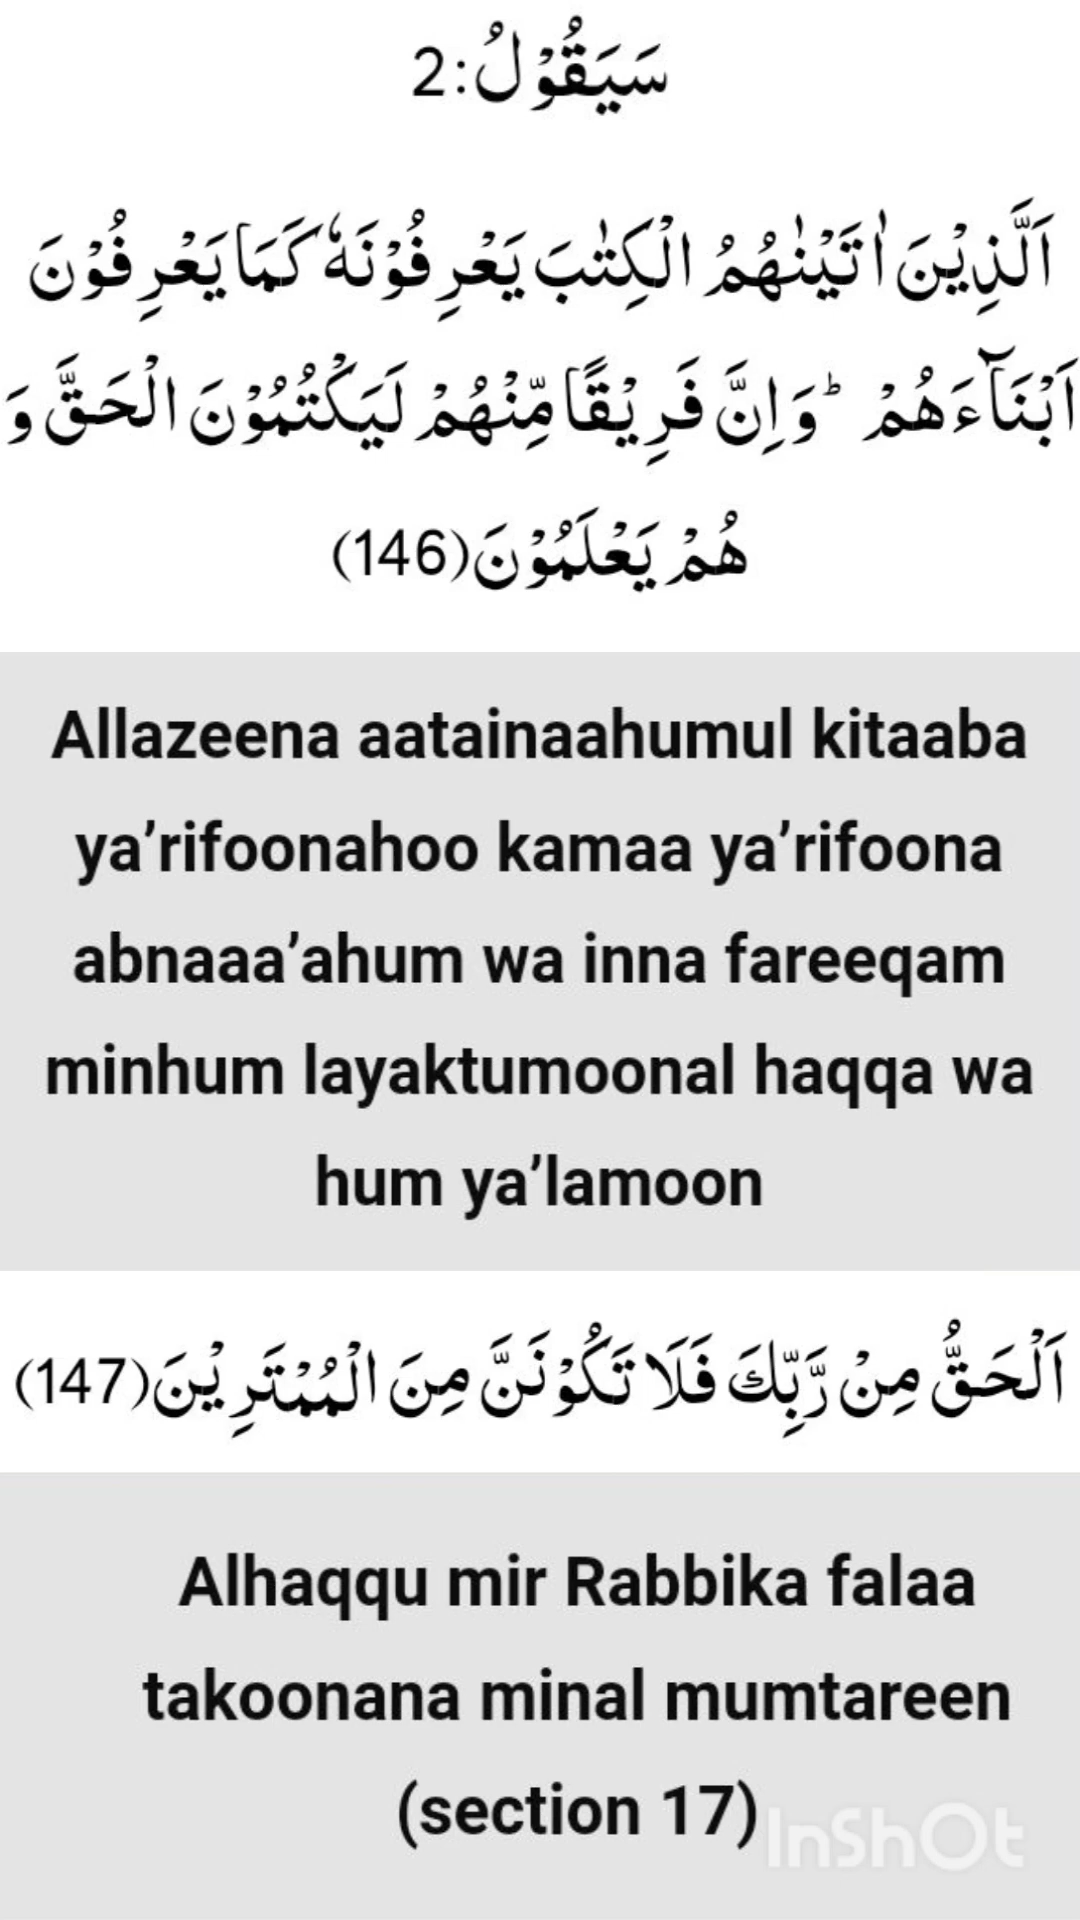 سَيَقُوْلُ:2
اَلَّذِيْنَ اٰتَيْنٰهُمُ الْكِتٰبَ يَعْرِفُوْنَهٗ كَمَا يَعْرِفُوْنَ
اَبْنَآءَهُمْ ؕ وَاِنَّ فَرِيْقًا مِّنْهُمْ لَيَكْتُمُوْنَ الْحَقَّ وَ
هُمْ يَعْلَمُوْنَ(146)
Allazeena aatainaahumul kitaaba
ya’rifoonahoo kamaa ya’rifoona
abnaaa’ahum wa inna fareeqam
minhum layaktumoonal haqqa wa
hum ya’lamoon
اَلْحَقُّ مِنْ رَّبِّكَ فَلَا تَكُوْنَنَّ مِنَ الْمُمْتَرِيْنَ(147)
Alhaqqu mir Rabbika falaa
takoonana minal mumtareen
(section 17)
InShOt